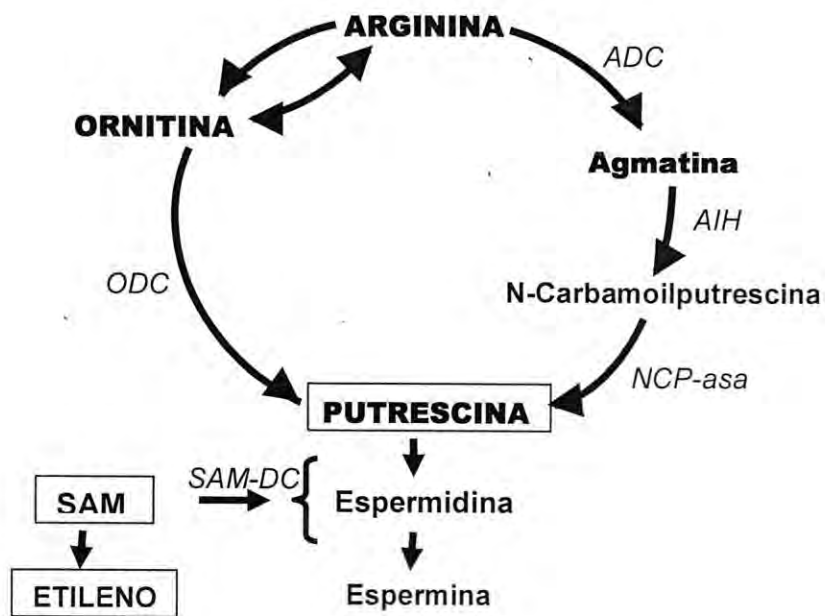 ARGININA
ADC
ORNITINA
Agmatina
AIH
ODC
N-Carbamoilputrescina
NCP-asa
PUTRESCINA
SAM-DC
SAM
Espermidina
ETILENO
Espermina